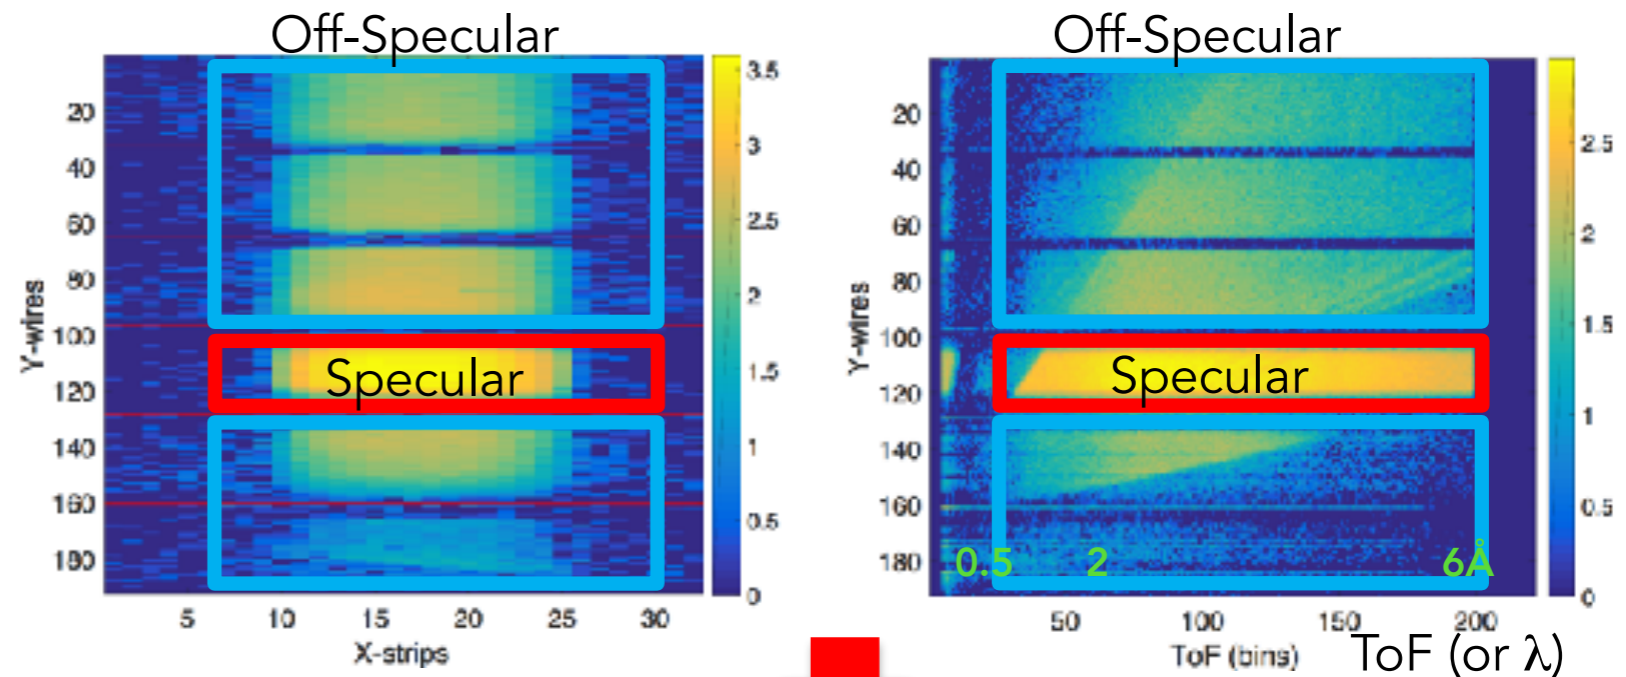 Off-Specular
Off-Specular
3.5
3
2.5
2
1.5
1
0.5
0
20
40
60
80
100
120
140
160
180
Y-wires
Specular
5 10 15 20 25 30
X-strips
2.5
2
1.5
1
0.5
0
20
40
60
80
100
120
140
160
180
Y-wires
Specular
0.5 2 6Å
50 100 150 200
ToF (bins)
ToF (or λ)